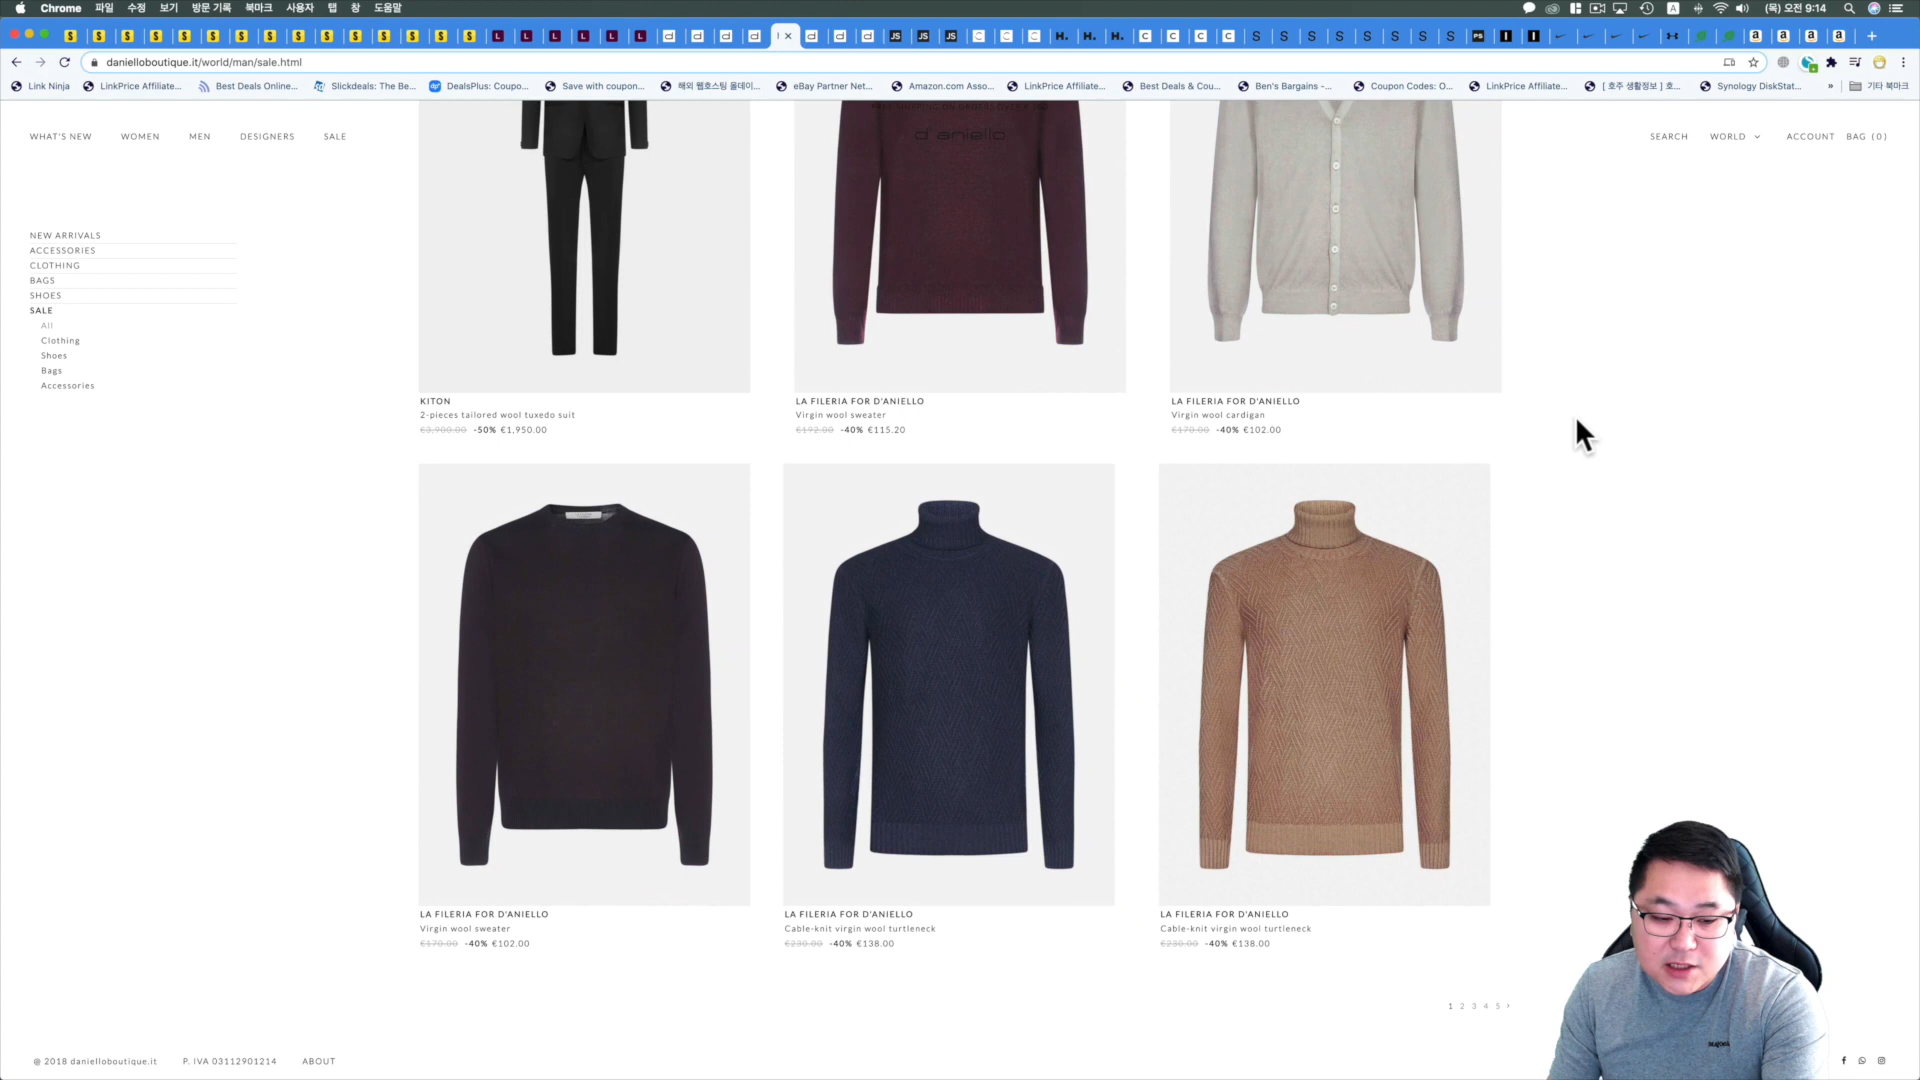 Chrome 파일 수정 보기 방문 기록 북마크 사용자 탭 창 도움말
(목) 오전 9:14
danielloboutique.it/world/man/sale.html
Link Ninja LinkPrice Affiliate... Best Deals Online... Slickdeals: The Be... DealsPlus: Coupo... Save with coupon... 해외 웹호스팅 올데이... eBay Partner Net... Amazon.com Asso... LinkPrice Affiliate... Best Deals & Cou... Ben's Bargains -... Coupon Codes: O... LinkPrice Affiliate... [ 호주 생활정보 ] 호... Synology DiskStat... » 기타 북마크
WHAT'S NEW WOMEN MEN DESIGNERS SALE
d'aniello
SEARCH WORLD ACCOUNT BAG (0)
NEW ARRIVALS
ACCESSORIES
CLOTHING
BAGS
SHOES
SALE
All
Clothing
Shoes
Bags
Accessories
KITON
2-pieces tailored wool tuxedo suit
€3,900.00 -50% €1,950.00
LA FILERIA FOR D'ANIELLO
Virgin wool sweater
€192.00 -40% €115.20
LA FILERIA FOR D'ANIELLO
Virgin wool cardigan
€170.00 -40% €102.00
LA FILERIA FOR D'ANIELLO
Virgin wool sweater
€170.00 -40% €102.00
LA FILERIA FOR D'ANIELLO
Cable-knit virgin wool turtleneck
€230.00 -40% €138.00
LA FILERIA FOR D'ANIELLO
Cable-knit virgin wool turtleneck
€230.00 -40% €138.00
1 2 3 4 5 >
@ 2018 danielloboutique.it P. IVA 03112901214 ABOUT